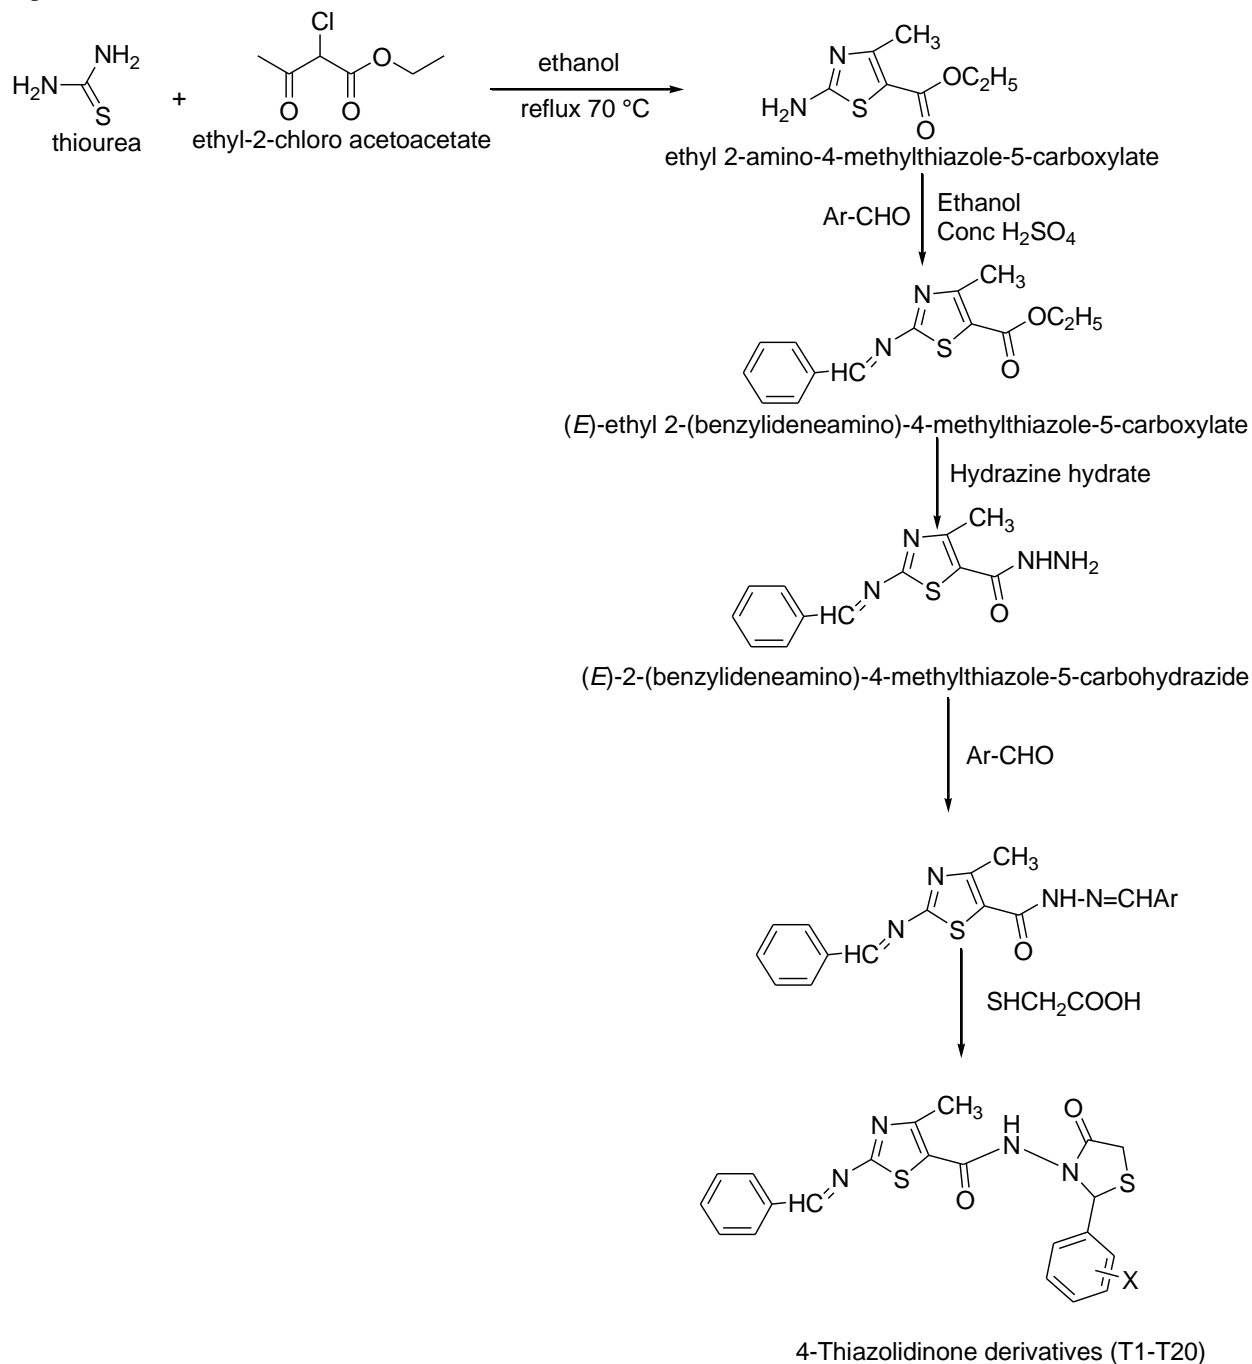 Cl
NH2
H2N
S
thiourea
+
O
O
O
ethyl-2-chloro acetoacetate
ethanol
reflux 70 °C
N
CH3
H2N
S
OC2H5
O
ethyl 2-amino-4-methylthiazole-5-carboxylate
Ar-CHO
Ethanol
Conc H2SO4
N
CH3
HC
N
S
OC2H5
O
(E)-ethyl 2-(benzylideneamino)-4-methylthiazole-5-carboxylate
Hydrazine hydrate
N
CH3
HC
N
S
NHNH2
O
(E)-2-(benzylideneamino)-4-methylthiazole-5-carbohydrazide
Ar-CHO
N
CH3
HC
N
S
NH-N=CHAr
O
SHCH2COOH
N
CH3
HC
N
S
O
H
N
N
O
S
X
4-Thiazolidinone derivatives (T1-T20)